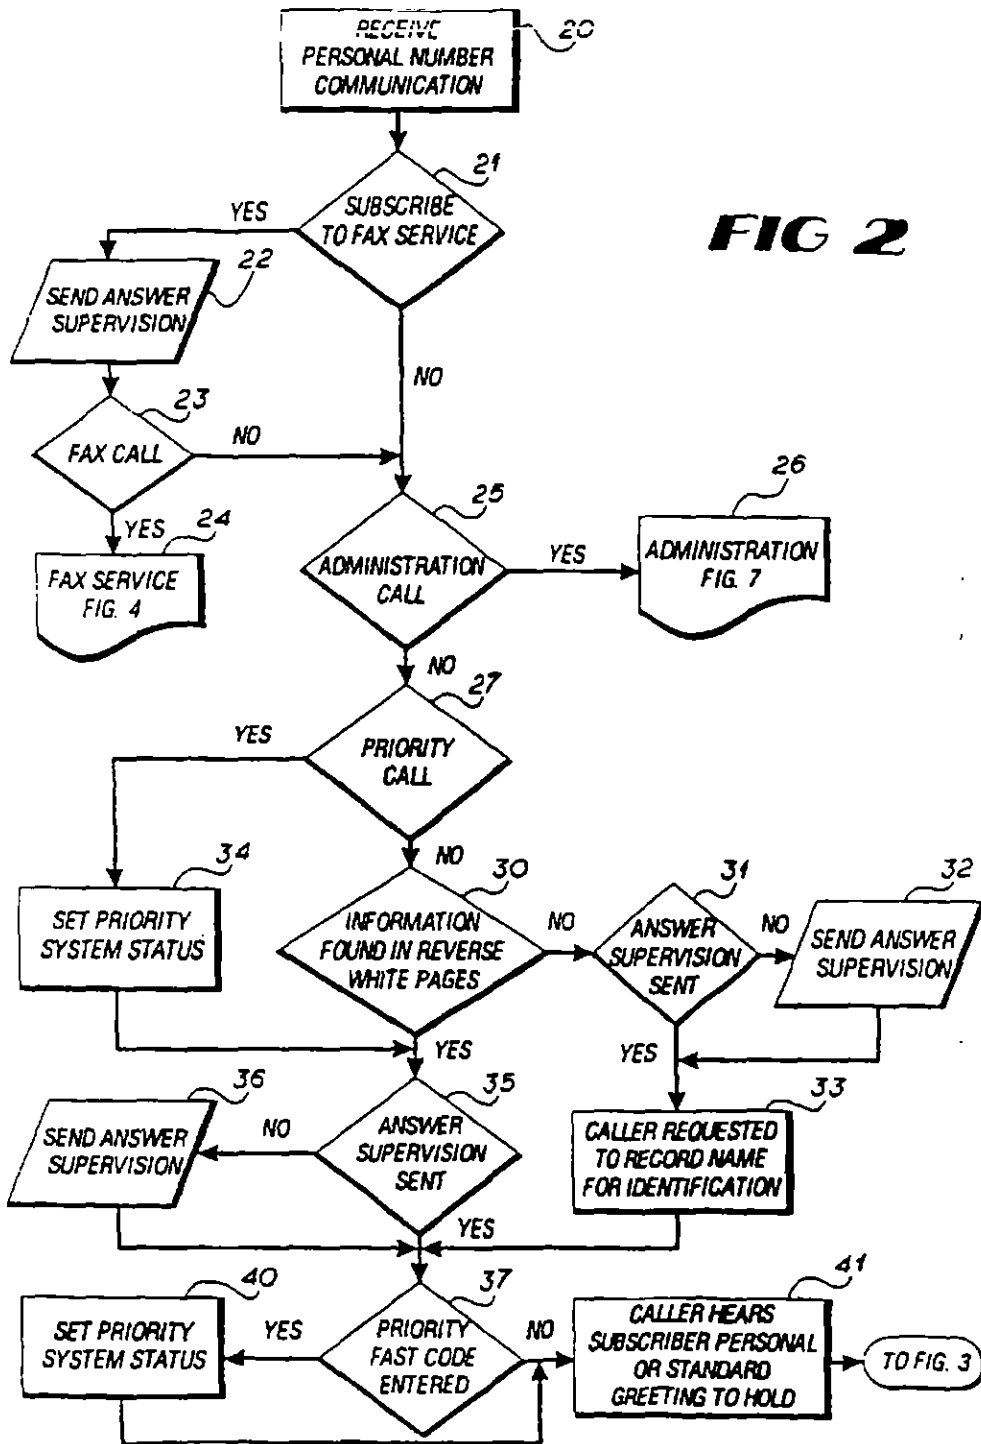 RECEIVE
PERSONAL NUMBER
COMMUNICATION
20
21
SUBSCRIBE
TO FAX SERVICE
YES
NO
FIG 2
22
SEND ANSWER
SUPERVISION
23
FAX CALL
NO
YES
24
FAX SERVICE
FIG. 4
25
ADMINISTRATION
CALL
YES
NO
26
ADMINISTRATION
FIG. 7
27
PRIORITY
CALL
YES
NO
34
SET PRIORITY
SYSTEM STATUS
30
INFORMATION
FOUND IN REVERSE
WHITE PAGES
NO
YES
31
ANSWER
SUPERVISION
SENT
NO
YES
32
SEND ANSWER
SUPERVISION
33
CALLER REQUESTED
TO RECORD NAME
FOR IDENTIFICATION
35
ANSWER
SUPERVISION
SENT
NO
YES
36
SEND ANSWER
SUPERVISION
37
PRIORITY
FAST CODE
ENTERED
YES
NO
40
SET PRIORITY
SYSTEM STATUS
41
CALLER HEARS
SUBSCRIBER PERSONAL
OR STANDARD
GREETING TO HOLD
TO FIG. 3